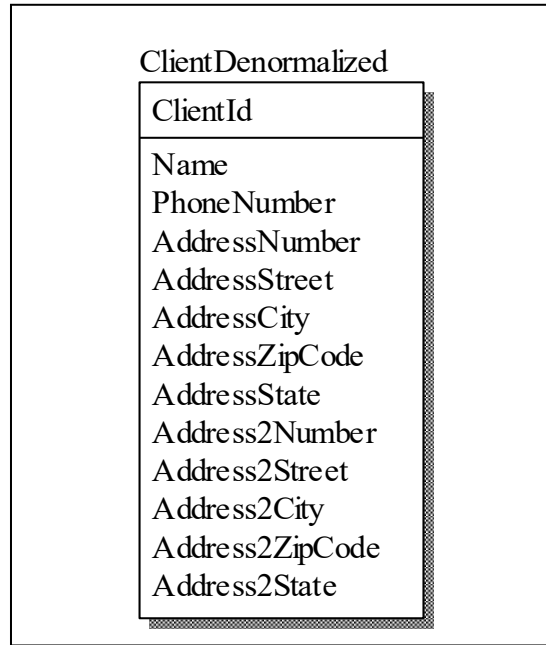 ClientDenormalized
ClientId
Name
PhoneNumber
AddressNumber
AddressStreet
AddressCity
AddressZipCode
AddressState
Address2Number
Address2Street
Address2City
Address2ZipCode
Address2State